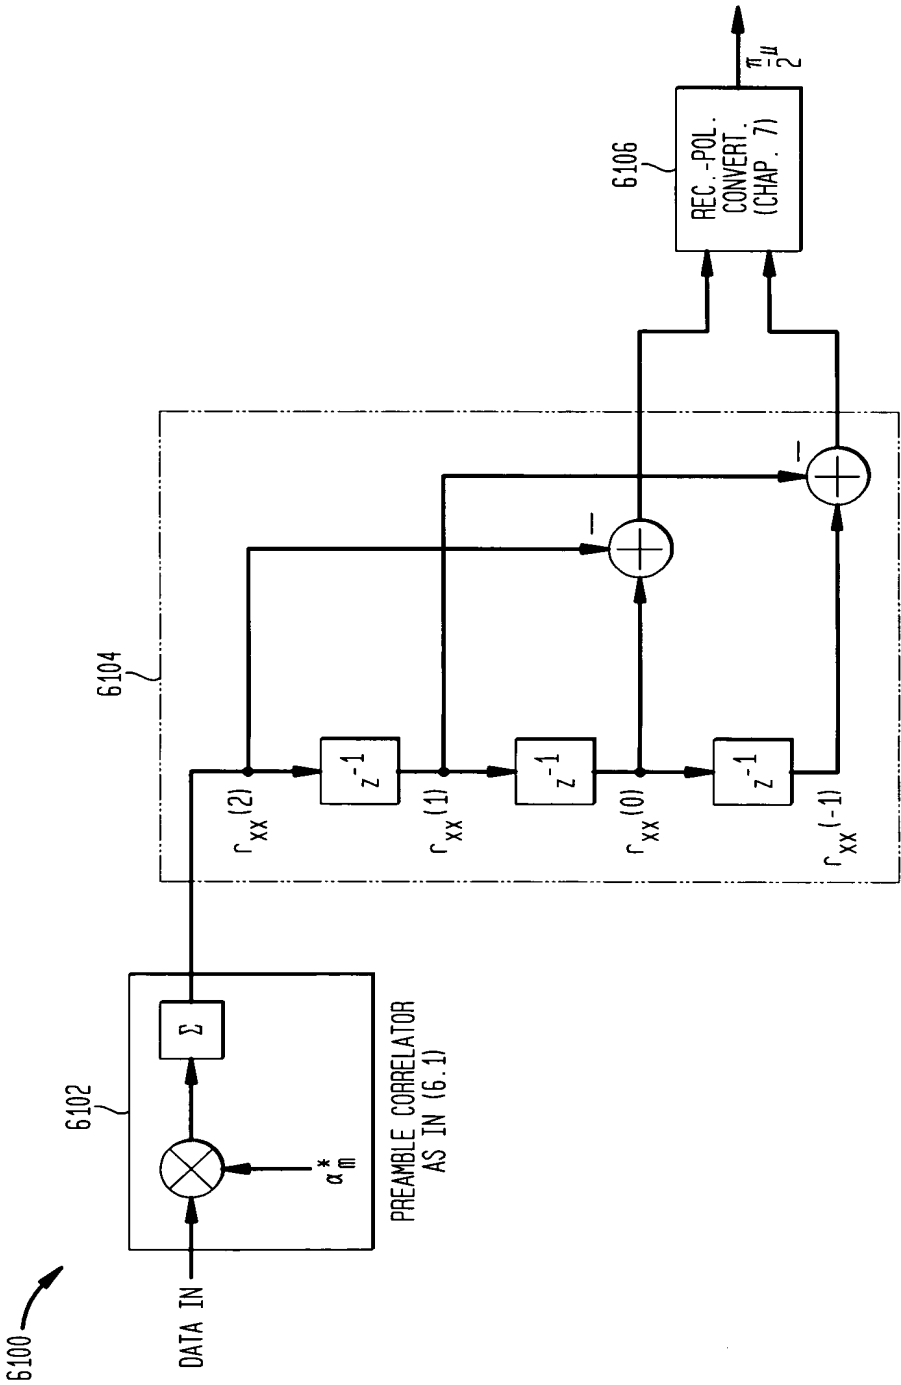 6100
DATA IN
α*m
Σ
6102
PREAMBLE CORRELATOR
AS IN (6.1)
6104
rxx(2)
z-1
rxx(1)
z-1
rxx(0)
z-1
rxx(-1)
−
+
−
+
6106
REC.-POL.
CONVERT.
(CHAP. 7)
π/2 μ